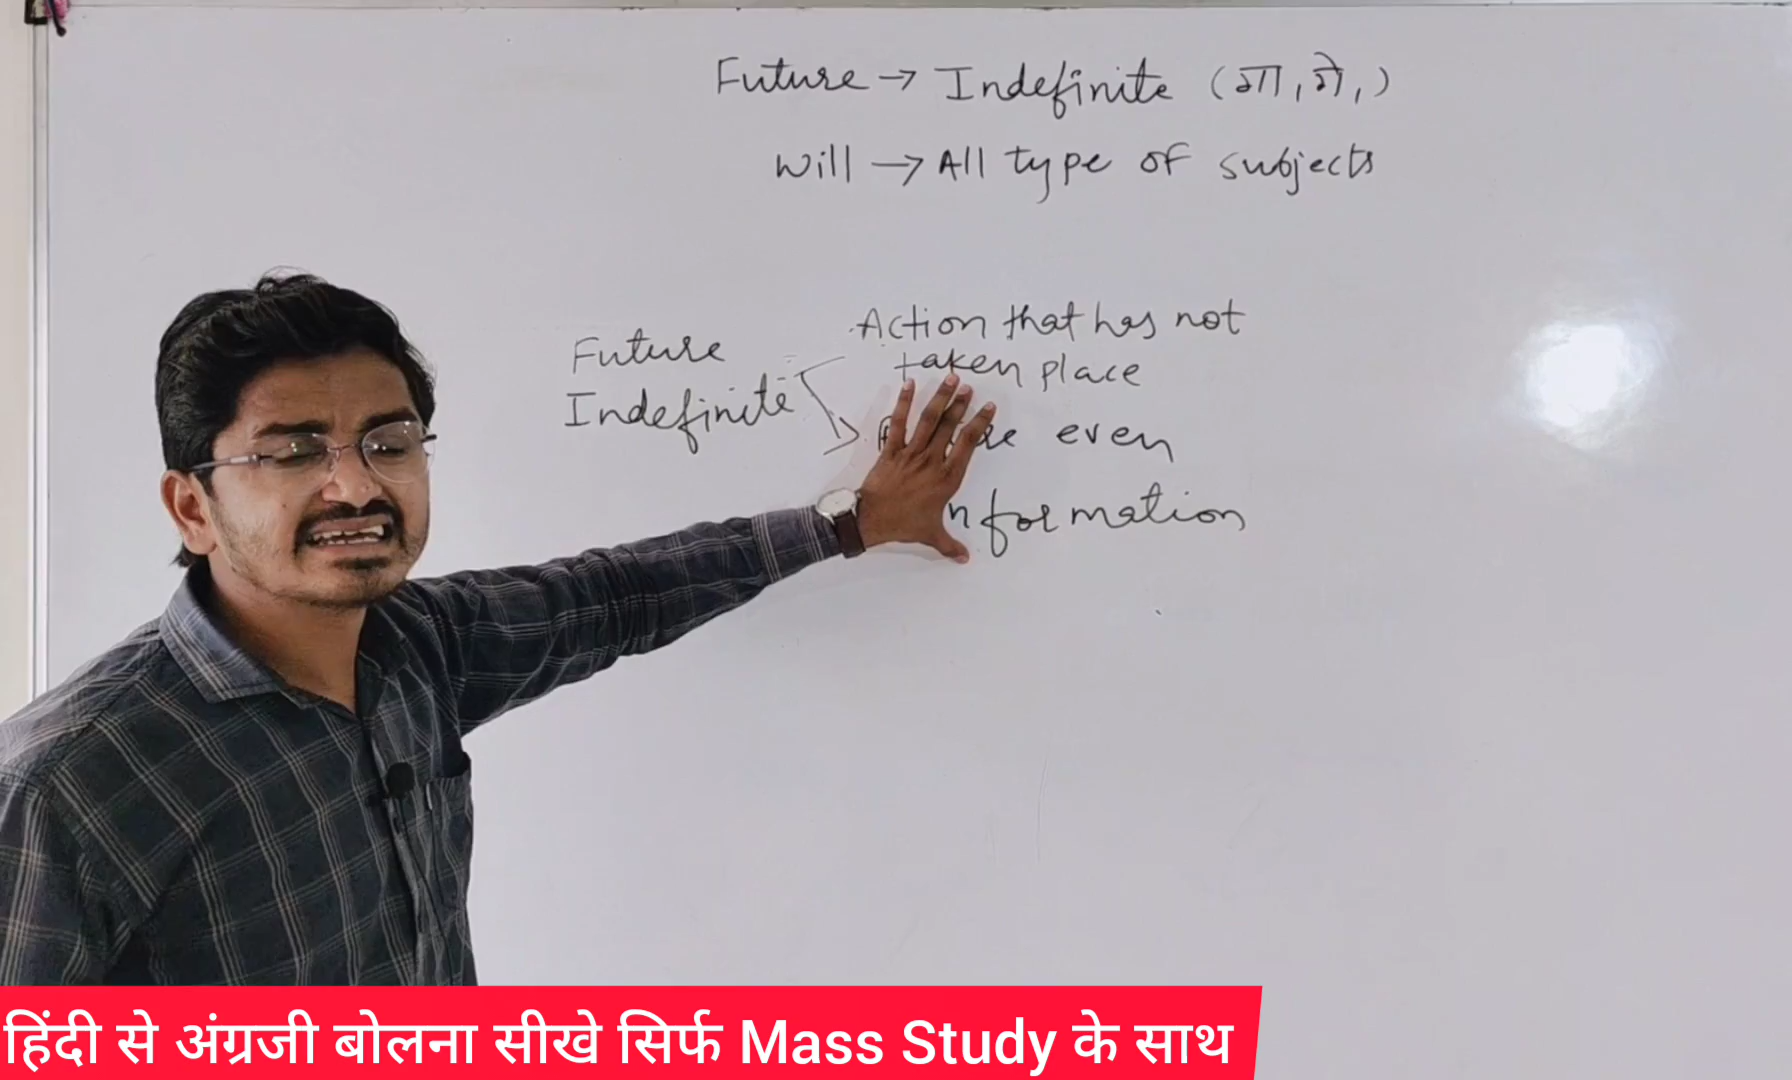 Future → Indefinite (गा, गे, )
Will → All type of subjects
Future
Indefinite
Action that has not
taken place
even
formation
हिंदी से अंग्रजी बोलना सीखे सिर्फ Mass Study के साथ